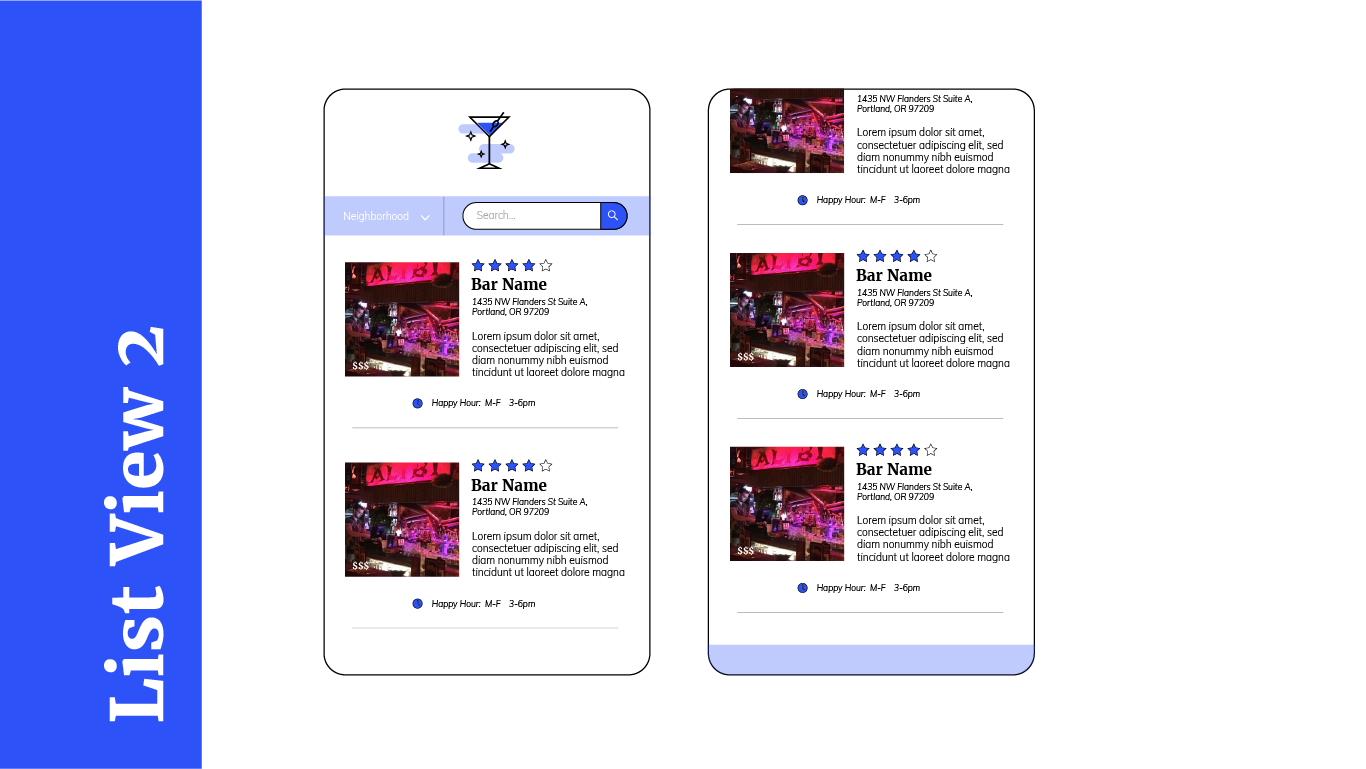 List View 2
Neighborhood
Search...
Bar Name
1435 NW Flanders St Suite A,
Portland, OR 97209
Lorem ipsum dolor sit amet,
consectetuer adipiscing elit, sed
diam nonummy nibh euismod
tincidunt ut laoreet dolore magna
$$$
Happy Hour: M-F 3-6pm
Bar Name
1435 NW Flanders St Suite A,
Portland, OR 97209
Lorem ipsum dolor sit amet,
consectetuer adipiscing elit, sed
diam nonummy nibh euismod
tincidunt ut laoreet dolore magna
$$$
Happy Hour: M-F 3-6pm
1435 NW Flanders St Suite A,
Portland, OR 97209
Lorem ipsum dolor sit amet,
consectetuer adipiscing elit, sed
diam nonummy nibh euismod
tincidunt ut laoreet dolore magna
Happy Hour: M-F 3-6pm
Bar Name
1435 NW Flanders St Suite A,
Portland, OR 97209
Lorem ipsum dolor sit amet,
consectetuer adipiscing elit, sed
diam nonummy nibh euismod
tincidunt ut laoreet dolore magna
$$$
Happy Hour: M-F 3-6pm
Bar Name
1435 NW Flanders St Suite A,
Portland, OR 97209
Lorem ipsum dolor sit amet,
consectetuer adipiscing elit, sed
diam nonummy nibh euismod
tincidunt ut laoreet dolore magna
$$$
Happy Hour: M-F 3-6pm